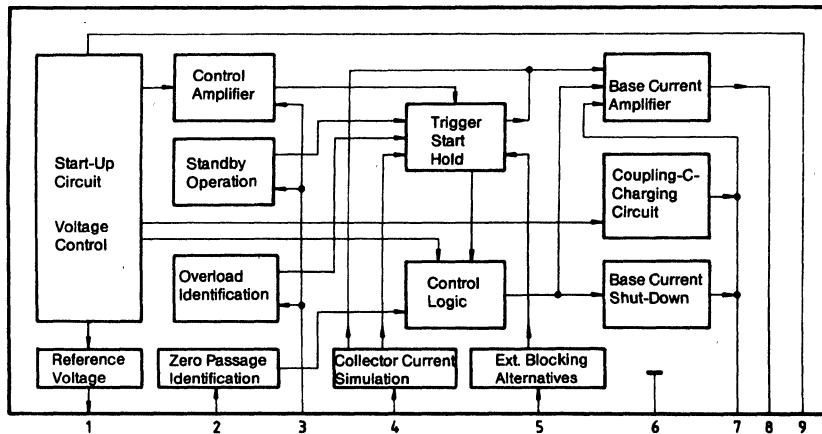 Start-Up
Circuit
Voltage
Control
Control
Amplifier
Standby
Operation
Overload
Identification
Trigger
Start
Hold
Control
Logic
Base Current
Amplifier
Coupling-C-
Charging
Circuit
Base Current
Shut-Down
Reference
Voltage
Zero Passage
Identification
Collector Current
Simulation
Ext. Blocking
Alternatives
1 2 3 4 5 6 7 8 9